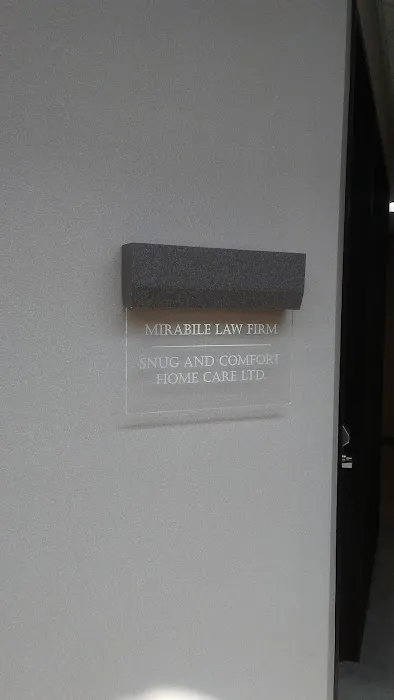 MIRABILE LAW FIRM
SNUG AND COMFORT
HOME CARE LTD.